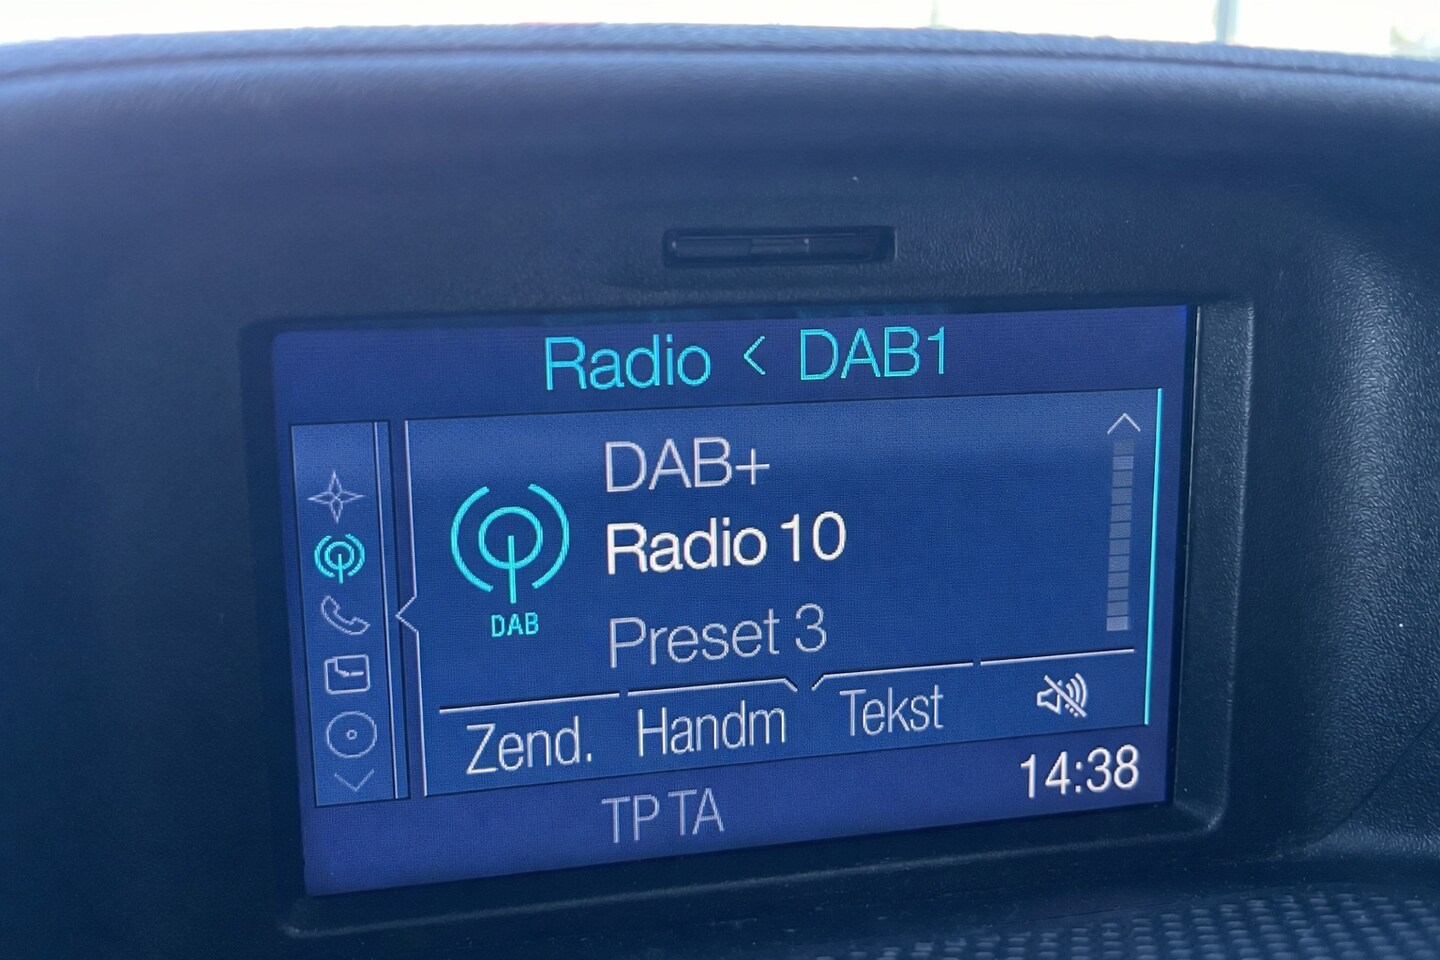 Radio < DAB1
DAB+
Radio 10
DAB
Preset 3
Zend. Handm Tekst
14:38
TP TA